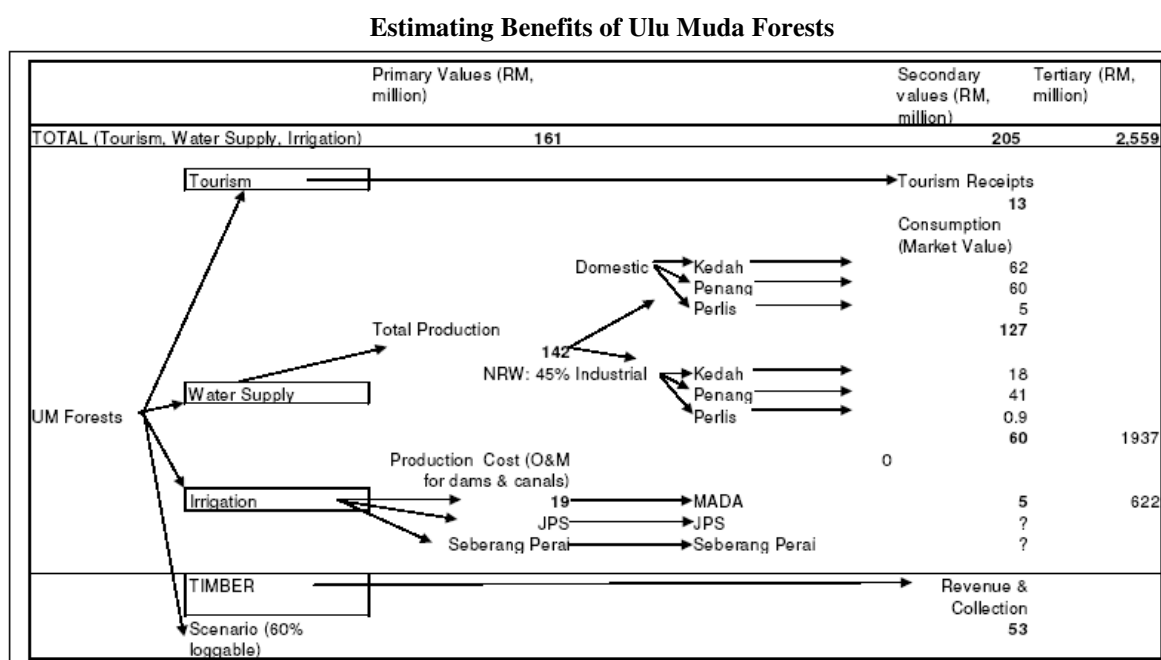 Estimating Benefits of Ulu Muda Forests
Primary Values (RM, million)
Secondary values (RM, million)
Tertiary (RM, million)
TOTAL (Tourism, Water Supply, Irrigation) 161 205 2,559
Tourism Tourism Receipts
13
Consumption
(Market Value)
Domestic Kedah 62
Penang 60
Perlis 5
Total Production 127
142
NRW: 45% Industrial Kedah 18
Water Supply Penang 41
UM Forests Perlis 0.9
60 1937
Production Cost (O&M 0
for dams & canals)
Irrigation 19 MADA 5 622
JPS JPS ?
Seberang Perai Seberang Perai ?
TIMBER Revenue &
Collection
Scenario (60% 53
loggable)